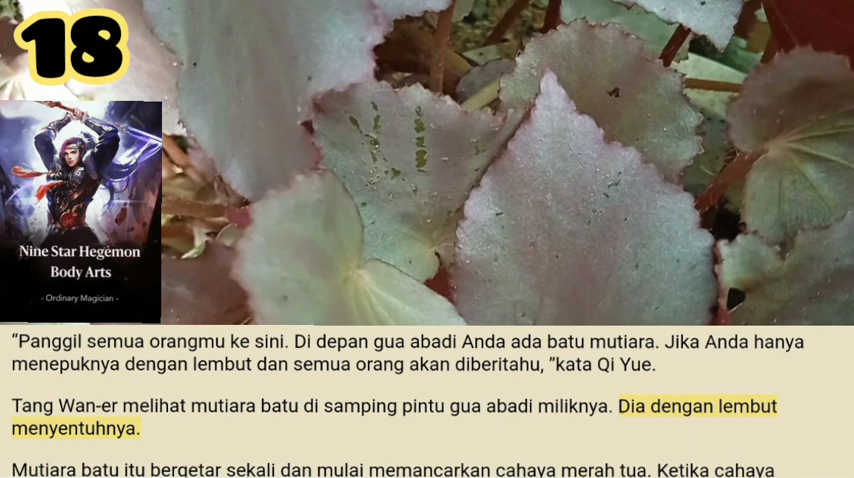 18
Nine Star Hegemon
Body Arts
- Ordinary Magician -
“Panggil semua orangmu ke sini. Di depan gua abadi Anda ada batu mutiara. Jika Anda hanya
menepuknya dengan lembut dan semua orang akan diberitahu, ”kata Qi Yue.
Tang Wan-er melihat mutiara batu di samping pintu gua abadi miliknya. Dia dengan lembut
menyentuhnya.
Mutiara batu itu bergetar sekali dan mulai memancarkan cahaya merah tua. Ketika cahaya